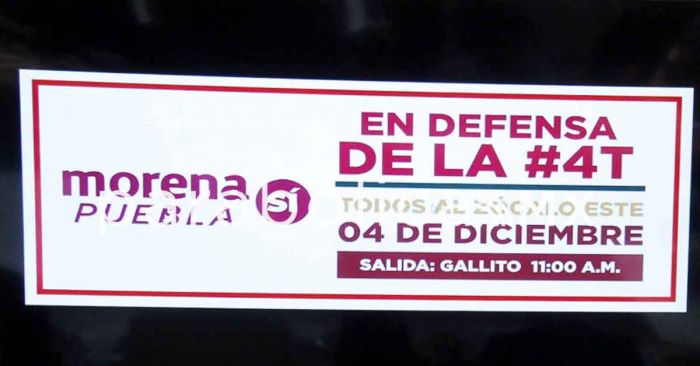 EN DEFENSA
DE LA #4T
morena sí
PUEBLA
TODOS AL ZÓCALO ESTE
04 DE DICIEMBRE
SALIDA: GALLITO 11:00 A.M.